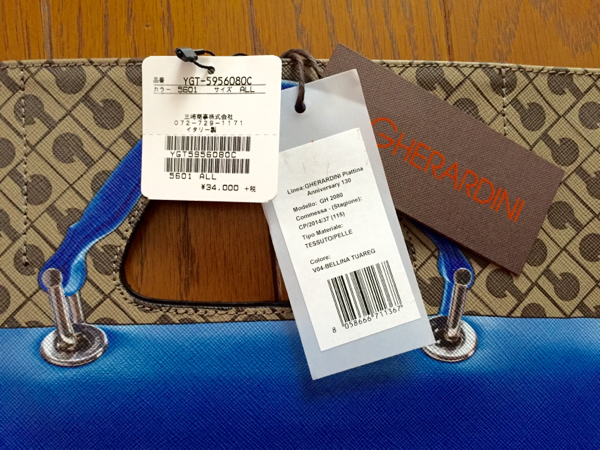 品番 YGT-5956080C
カラー 5601 サイズ ALL
三崎商事株式会社
072-729-1171
イタリー製
YGT5956080C
5601 ALL
¥34,000 +税
Linea:GHERARDINI Piattina
Anniversary 130
Modello: GH 2080
Commessa - (Stagione):
CP/2014/37 (115)
Tipo Materiale:
TESSUTO/PELLE
Colore:
V04-BELLINA TUAREG
8 058666 711367
GHERARDINI